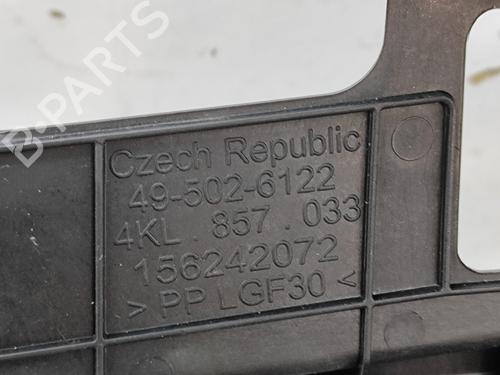 B-PARTS
Czech Republic
49-502-6122
4KL . 857 . 033
156242072
> PP LGF30 <